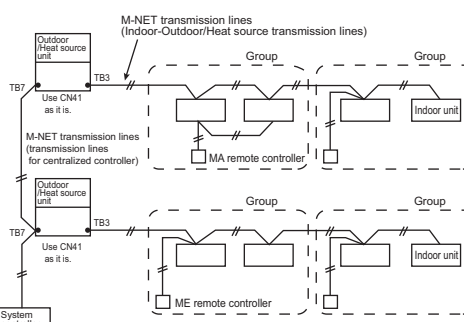 M-NET transmission lines
(Indoor-Outdoor/Heat source transmission lines)
Outdoor
/Heat source
unit
Group
Group
TB7
TB3
Use CN41
as it is.
Indoor unit
M-NET transmission lines
(transmission lines
for centralized controller)
MA remote controller
Outdoor
/Heat source
unit
Group
Group
TB7
TB3
Use CN41
as it is.
Indoor unit
ME remote controller
System